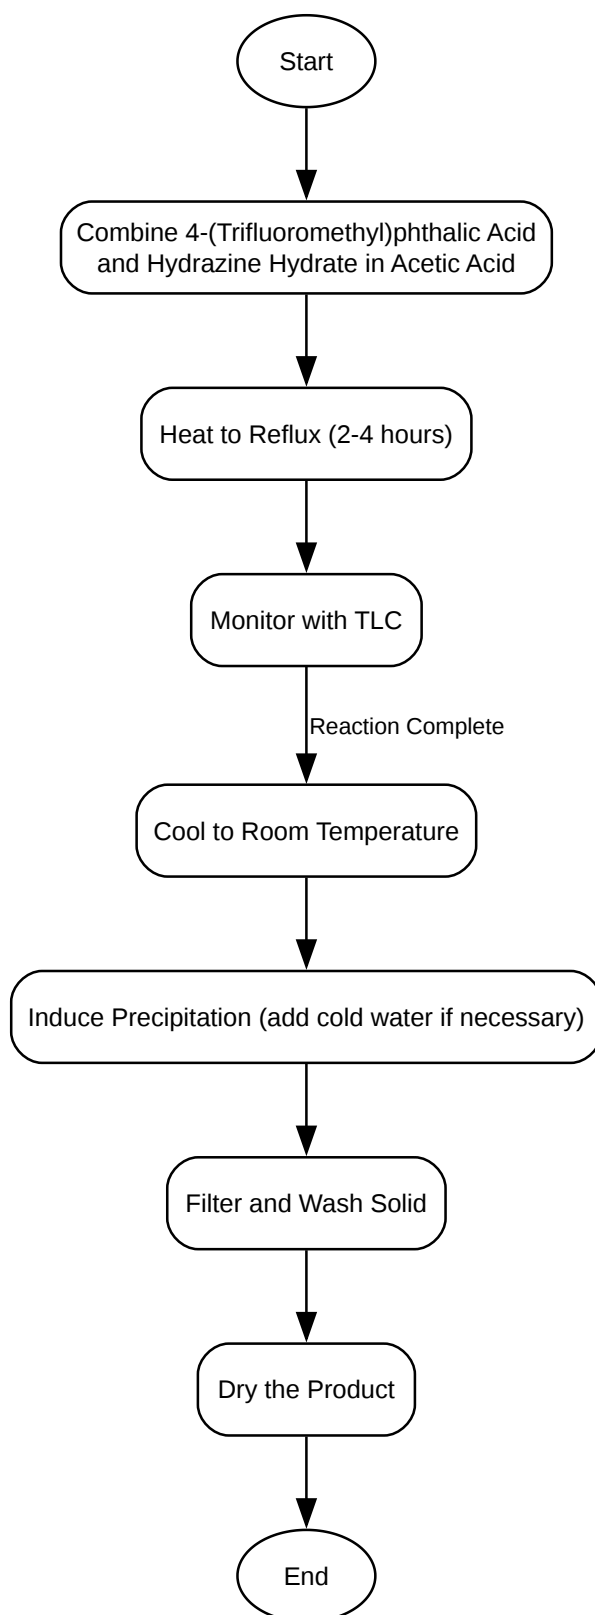 Start
Combine 4-(Trifluoromethyl)phthalic Acid
and Hydrazine Hydrate in Acetic Acid
Heat to Reflux (2-4 hours)
Monitor with TLC
Reaction Complete
Cool to Room Temperature
Induce Precipitation (add cold water if necessary)
Filter and Wash Solid
Dry the Product
End